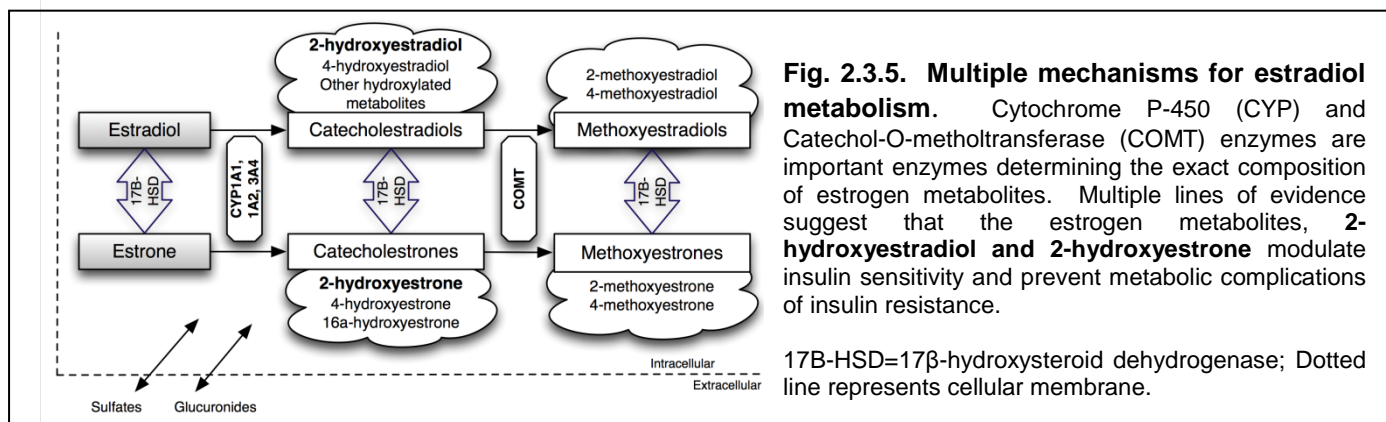 2-hydroxyestradiol
4-hydroxyestradiol
Other hydroxylated
metabolites
2-methoxyestradiol
4-methoxyestradiol
Estradiol
Catecholestradiols
Methoxyestradiols
17B-
HSD
CYP1A1,
1A2, 3A4
17B-
HSD
COMT
17B-
HSD
Estrone
Catecholestrones
Methoxyestrones
2-hydroxyestrone
4-hydroxyestrone
16a-hydroxyestrone
2-methoxyestrone
4-methoxyestrone
Intracellular
Extracellular
Sulfates
Glucuronides
Fig. 2.3.5. Multiple mechanisms for estradiol
metabolism. Cytochrome P-450 (CYP) and
Catechol-O-metholtransferase (COMT) enzymes are
important enzymes determining the exact composition
of estrogen metabolites. Multiple lines of evidence
suggest that the estrogen metabolites, 2-
hydroxyestradiol and 2-hydroxyestrone modulate
insulin sensitivity and prevent metabolic complications
of insulin resistance.
17B-HSD=17β-hydroxysteroid dehydrogenase; Dotted
line represents cellular membrane.